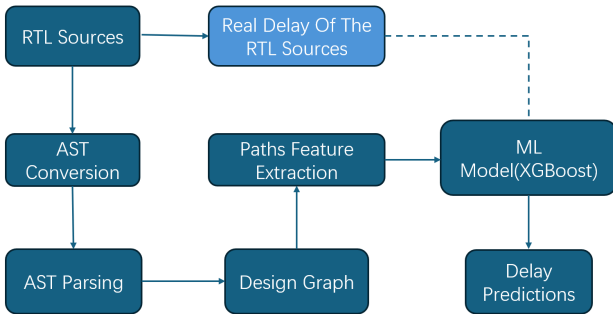 RTL Sources
Real Delay Of The
RTL Sources
AST
Conversion
Paths Feature
Extraction
ML
Model(XGBoost)
AST Parsing
Design Graph
Delay
Predictions